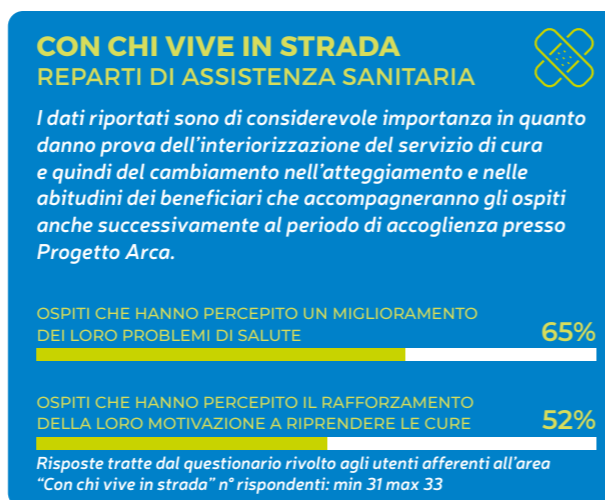 CON CHI VIVE IN STRADA
REPARTI DI ASSISTENZA SANITARIA
I dati riportati sono di considerevole importanza in quanto
danno prova dell'interiorizzazione del servizio di cura
e quindi del cambiamento nell'atteggiamento e nelle
abitudini dei beneficiari che accompagneranno gli ospiti
anche successivamente al periodo di accoglienza presso
Progetto Arca.
OSPITI CHE HANNO PERCEPITO UN MIGLIORAMENTO
DEI LORO PROBLEMI DI SALUTE 65%
OSPITI CHE HANNO PERCEPITO IL RAFFORZAMENTO
DELLA LORO MOTIVAZIONE A RIPRENDERE LE CURE 52%
Risposte tratte dal questionario rivolto agli utenti afferenti all'area
"Con chi vive in strada" n° rispondenti: min 31 max 33